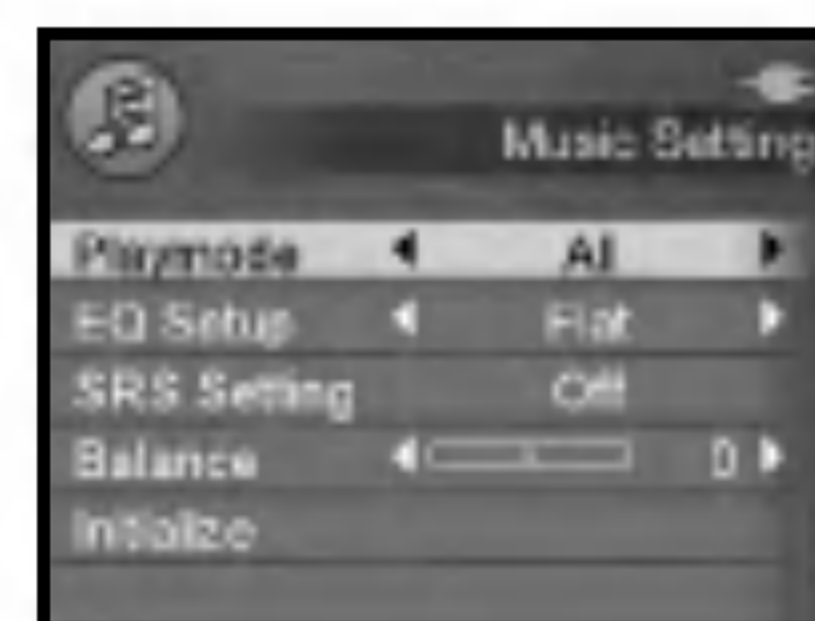 Music Setting
Playmode All
EQ Setup Flat
SRS Setting Off
Balance 0
Initialize